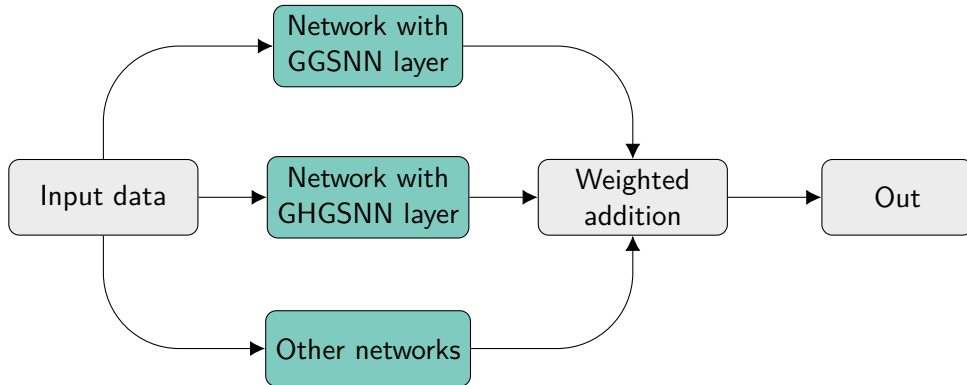 Network with
GGSNN layer
Input data
Network with
GHGSNN layer
Weighted
addition
Out
Other networks